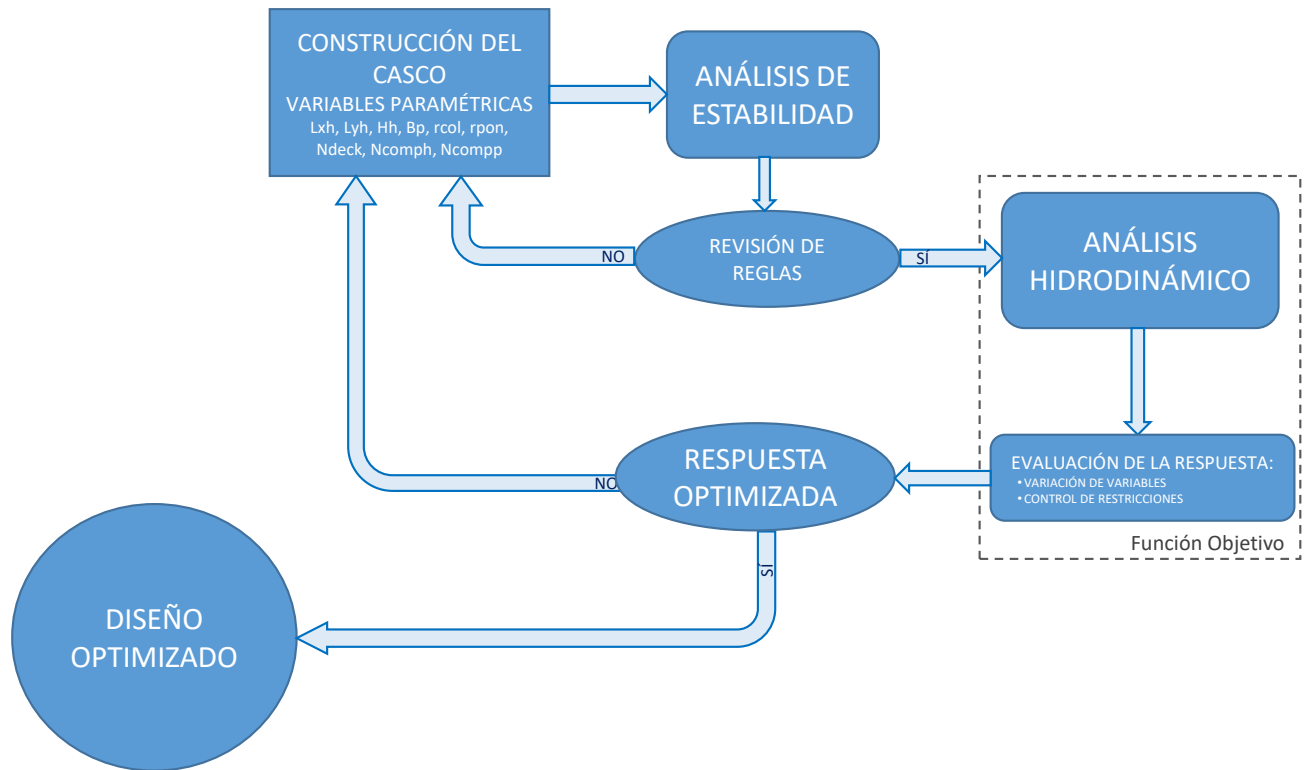 CONSTRUCCIÓN DEL
CASCO
VARIABLES PARAMÉTRICAS
Lxh, Lyh, Hh, Bp, rcol, rpon,
Ndeck, Ncomph, Ncompp
ANÁLISIS DE
ESTABILIDAD
REVISIÓN DE
REGLAS
NO
SÍ
ANÁLISIS
HIDRODINÁMICO
EVALUACIÓN DE LA RESPUESTA:
• VARIACIÓN DE VARIABLES
• CONTROL DE RESTRICCIONES
Función Objetivo
RESPUESTA
OPTIMIZADA
NO
SÍ
DISEÑO
OPTIMIZADO